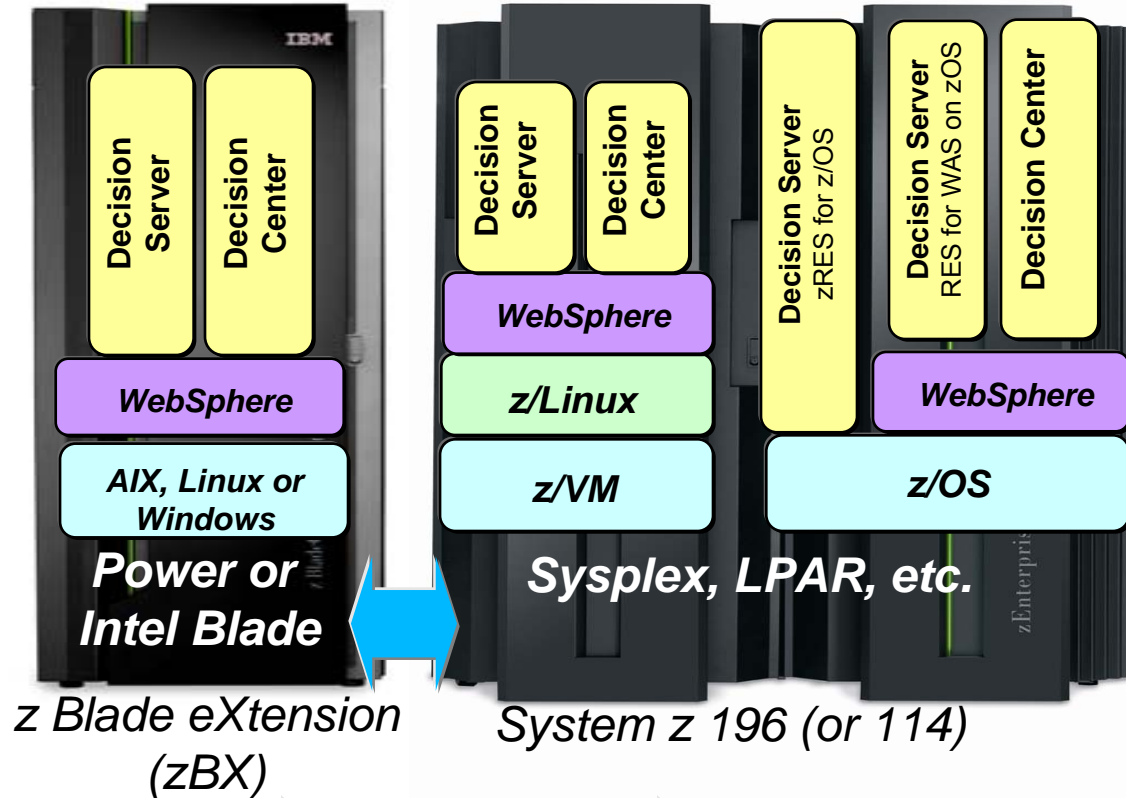 IBM
Decision
Server
Decision
Center
WebSphere
AIX, Linux or
Windows
Power or
Intel Blade
z Blade eXtension
(zBX)
Decision
Server
Decision
Center
WebSphere
z/Linux
z/VM
Decision Server
zRES for z/OS
Decision Server
RES for WAS on zOS
Decision Center
WebSphere
z/OS
Sysplex, LPAR, etc.
System z 196 (or 114)